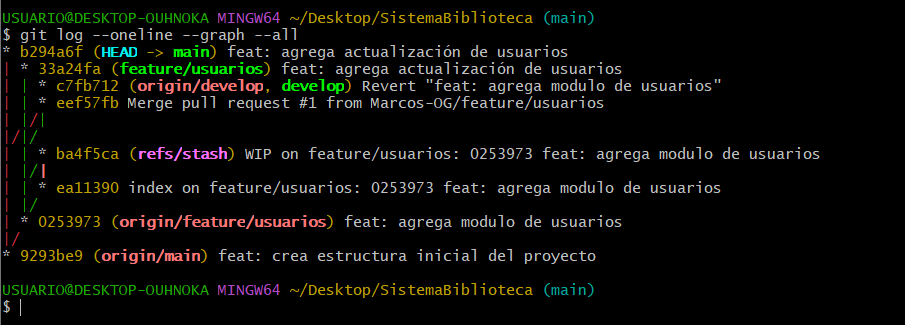 USUARIO@DESKTOP-OUHNOKA MINGW64 ~/Desktop/SistemaBiblioteca (main)
$ git log --oneline --graph --all
* b294a6f (HEAD -> main) feat: agrega actualización de usuarios
| * 33a24fa (feature/usuarios) feat: agrega actualización de usuarios
| | * c7fb712 (origin/develop, develop) Revert "feat: agrega modulo de usuarios"
| | * eef57fb Merge pull request #1 from Marcos-OG/feature/usuarios
| |/|
|/|/
| | * ba4f5ca (refs/stash) WIP on feature/usuarios: 0253973 feat: agrega modulo de usuarios
| |/|
| | * ea11390 index on feature/usuarios: 0253973 feat: agrega modulo de usuarios
| |/
| * 0253973 (origin/feature/usuarios) feat: agrega modulo de usuarios
|/
* 9293be9 (origin/main) feat: crea estructura inicial del proyecto
USUARIO@DESKTOP-OUHNOKA MINGW64 ~/Desktop/SistemaBiblioteca (main)
$